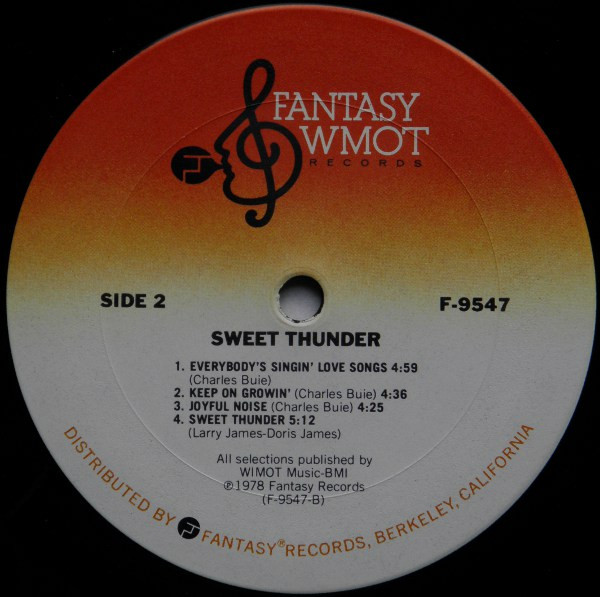 FANTASY
WMOT
RECORDS
SIDE 2
F-9547
SWEET THUNDER
1. EVERYBODY'S SINGIN' LOVE SONGS 4:59
(Charles Buie)
2. KEEP ON GROWIN' (Charles Buie) 4:36
3. JOYFUL NOISE (Charles Buie) 4:25
4. SWEET THUNDER 5:12
(Larry James-Doris James)
All selections published by
WIMOT Music-BMI
℗1978 Fantasy Records
(F-9547-B)
DISTRIBUTED BY FANTASY® RECORDS, BERKELEY, CALIFORNIA